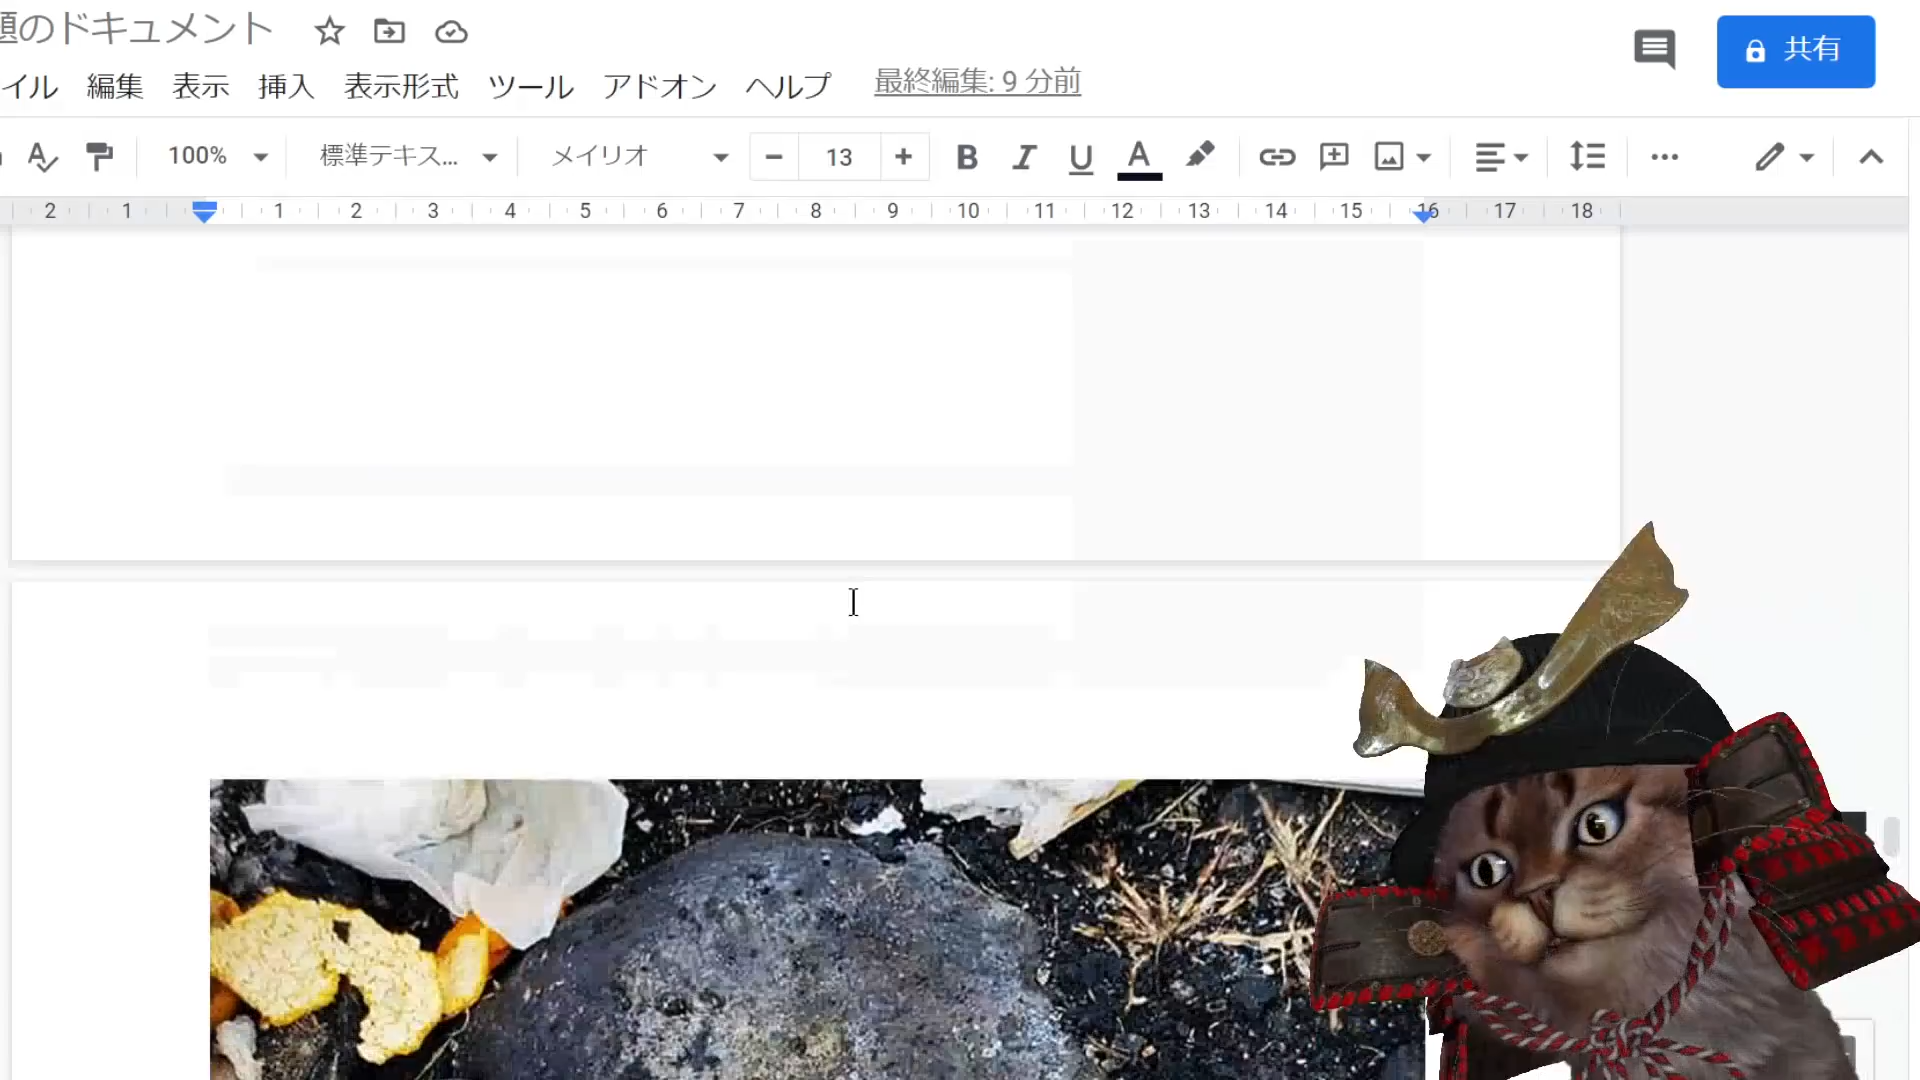 題のドキュメント
共有
イル 編集 表示 挿入 表示形式 ツール アドオン ヘルプ 最終編集: 9 分前
100% 標準テキス... メイリオ 13 B I U A
2 1 1 2 3 4 5 6 7 8 9 10 11 12 13 14 15 16 17 18